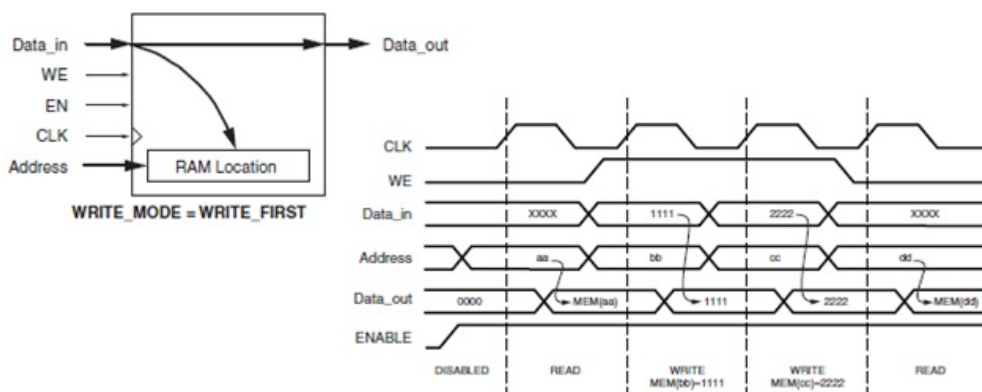 Data_in
Data_out
WE
EN
CLK
Address
RAM Location
WRITE_MODE = WRITE_FIRST
CLK
WE
Data_in XXXX 1111 2222 XXXX
Address aa bb cc dd
Data_out 0000 MEM(aa) 1111 2222 MEM(dd)
ENABLE
DISABLED READ WRITE WRITE READ
MEM(bb)=1111 MEM(cc)=2222